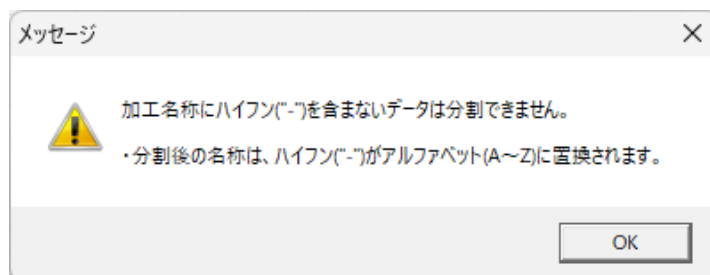 メッセージ
加工名称にハイフン("-")を含まないデータは分割できません。
・分割後の名称は、ハイフン("-")がアルファベット(A～Z)に置換されます。
OK